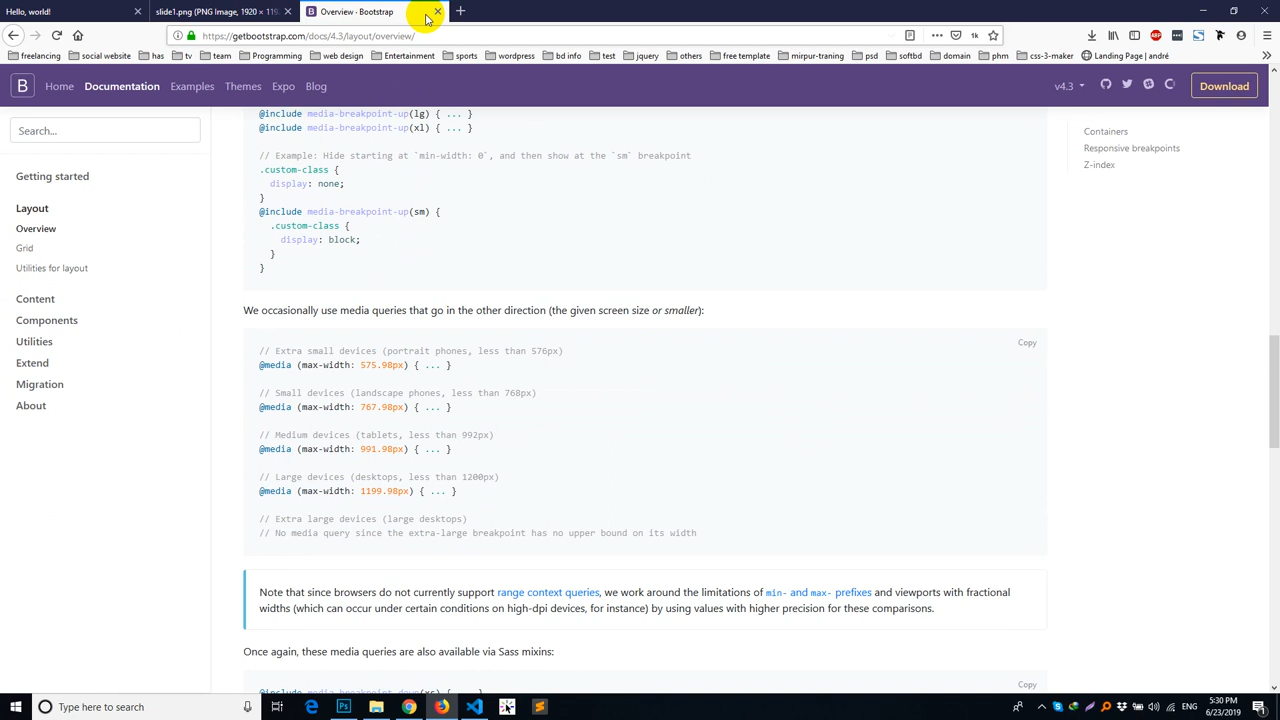 Hello, world!
slide1.png (PNG Image, 1920 × 119
Overview · Bootstrap
https://getbootstrap.com/docs/4.3/layout/overview/
1k
freelancing
social website
has
tv
team
Programming
web design
Entertainment
sports
wordpress
bd info
test
jquery
others
free template
mirpur-traning
psd
softbd
domain
phm
css-3-maker
Landing Page | andré
B
Home
Documentation
Examples
Themes
Expo
Blog
v4.3
Download
Search...
Getting started
Layout
Overview
Grid
Utilities for layout
Content
Components
Utilities
Extend
Migration
About
@include media-breakpoint-up(lg) { ... }
@include media-breakpoint-up(xl) { ... }
// Example: Hide starting at `min-width: 0`, and then show at the `sm` breakpoint
.custom-class {
display: none;
}
@include media-breakpoint-up(sm) {
.custom-class {
display: block;
}
}
We occasionally use media queries that go in the other direction (the given screen size or smaller):
Copy
// Extra small devices (portrait phones, less than 576px)
@media (max-width: 575.98px) { ... }
// Small devices (landscape phones, less than 768px)
@media (max-width: 767.98px) { ... }
// Medium devices (tablets, less than 992px)
@media (max-width: 991.98px) { ... }
// Large devices (desktops, less than 1200px)
@media (max-width: 1199.98px) { ... }
// Extra large devices (large desktops)
// No media query since the extra-large breakpoint has no upper bound on its width
Note that since browsers do not currently support range context queries, we work around the limitations of min- and max- prefixes and viewports with fractional
widths (which can occur under certain conditions on high-dpi devices, for instance) by using values with higher precision for these comparisons.
Once again, these media queries are also available via Sass mixins:
Copy
@include media-breakpoint-down(xs) { ... }
Containers
Responsive breakpoints
Z-index
Type here to search
ENG
5:30 PM
6/23/2019